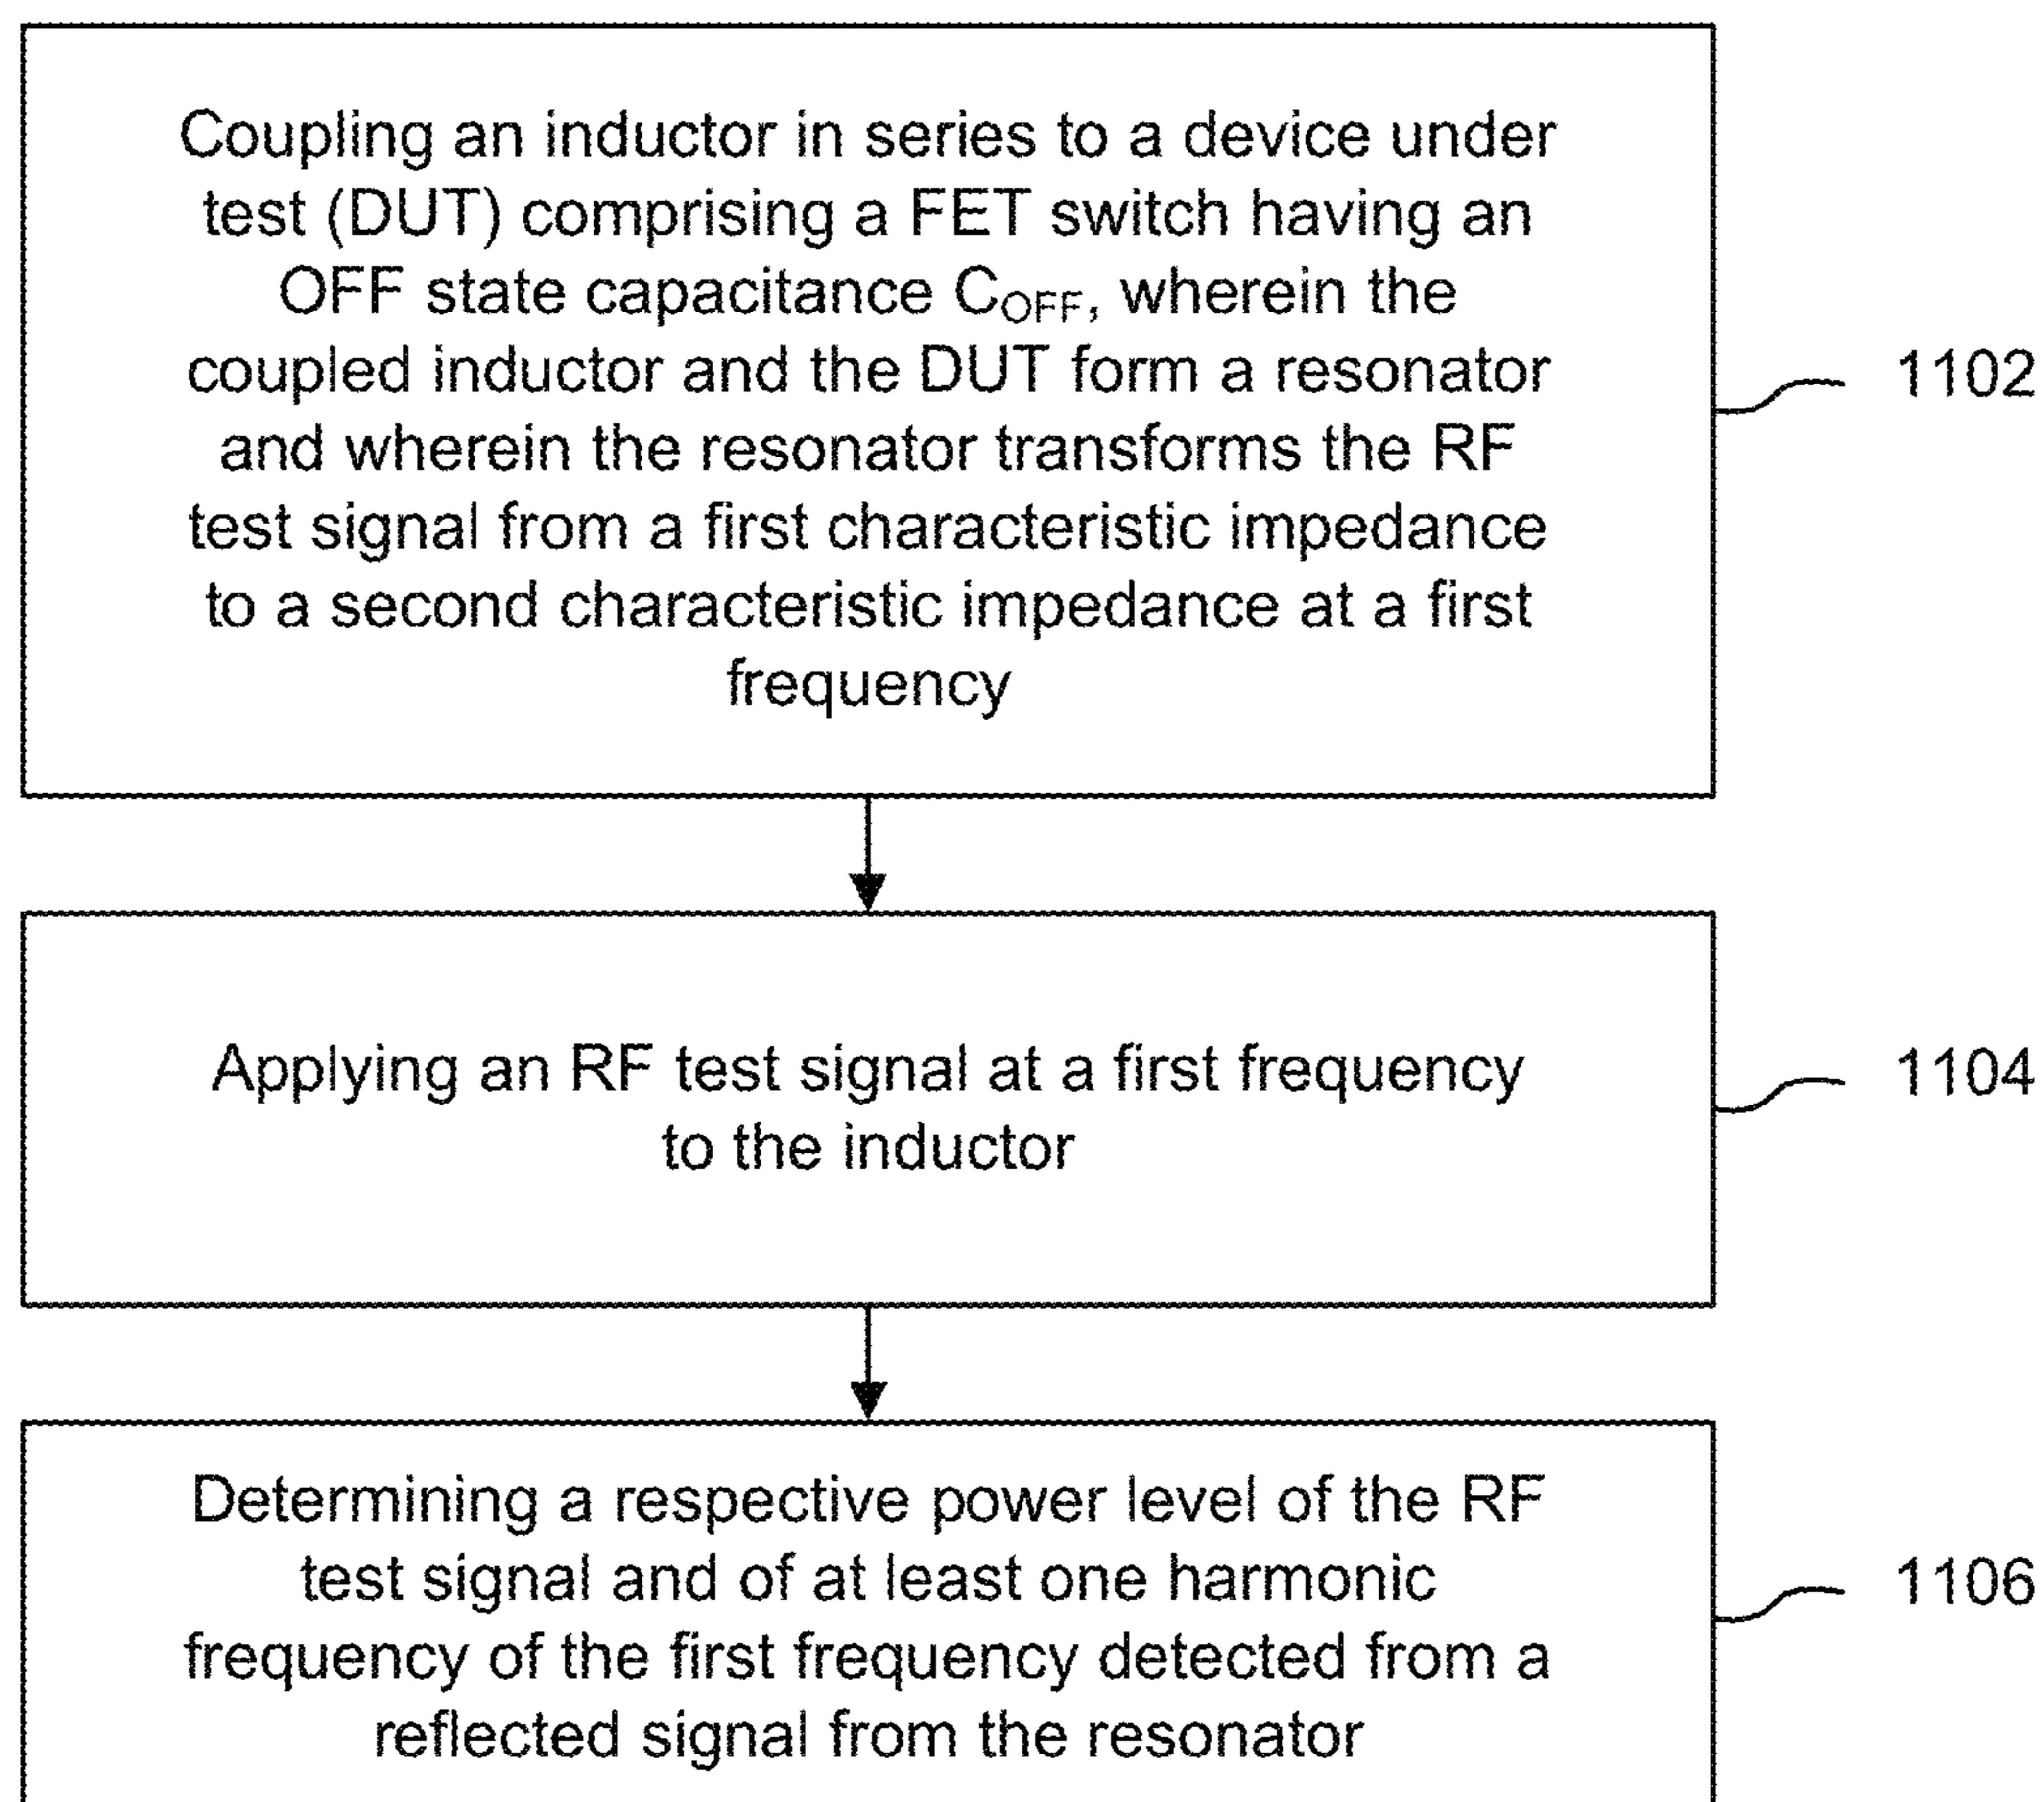 Coupling an inductor in series to a device under
test (DUT) comprising a FET switch having an
OFF state capacitance COFF, wherein the
coupled inductor and the DUT form a resonator
and wherein the resonator transforms the RF
test signal from a first characteristic impedance
to a second characteristic impedance at a first
frequency
1102
Applying an RF test signal at a first frequency
to the inductor
1104
Determining a respective power level of the RF
test signal and of at least one harmonic
frequency of the first frequency detected from a
reflected signal from the resonator
1106